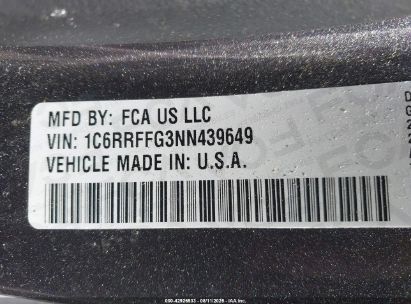 MFD BY: FCA US LLC
VIN: 1C6RRFFG3NN439649
VEHICLE MADE IN: U.S.A.